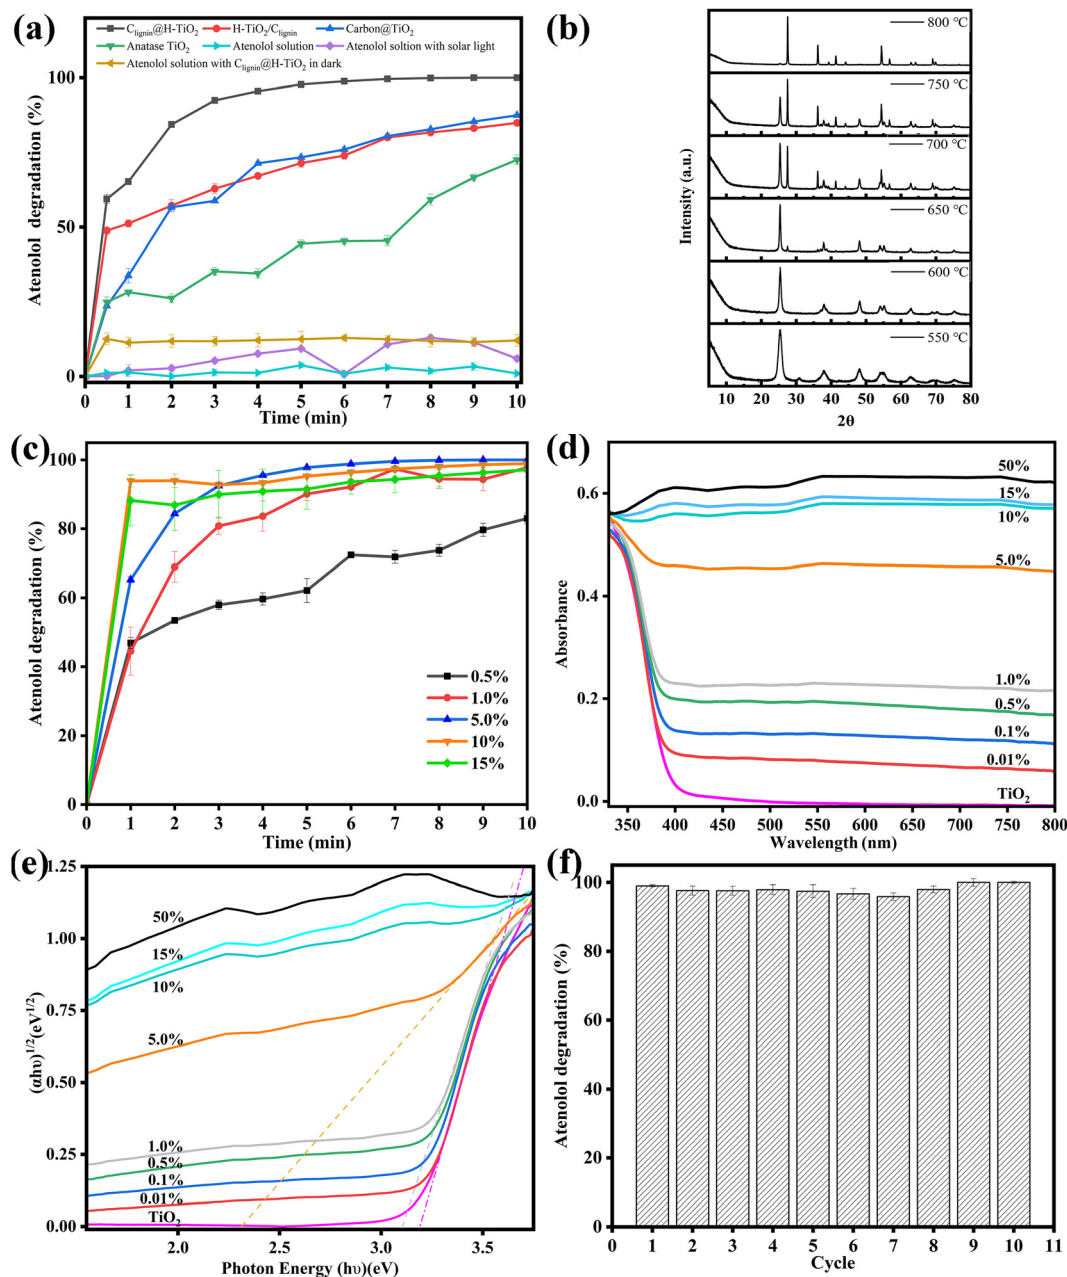 (a)
C_lignin@H-TiO₂ H-TiO₂/C_lignin Carbon@TiO₂
Anatase TiO₂ Atenolol solution Atenolol soltion with solar light
Atenolol solution with C_lignin@H-TiO₂ in dark
Atenolol degradation (%)
100
50
0
0 1 2 3 4 5 6 7 8 9 10
Time (min)
(b)
Intensity (a.u.)
800 °C
750 °C
700 °C
650 °C
600 °C
550 °C
10 20 30 40 50 60 70 80
2θ
(c)
Atenolol degradation (%)
100
80
60
40
20
0
0.5%
1.0%
5.0%
10%
15%
0 1 2 3 4 5 6 7 8 9 10
Time (min)
(d)
Absorbance
0.6
0.4
0.2
0.0
50%
15%
10%
5.0%
1.0%
0.5%
0.1%
0.01%
TiO₂
350 400 450 500 550 600 650 700 750 800
Wavelength (nm)
(e)
(αhυ)^1/2(eV^1/2)
1.25
1.00
0.75
0.50
0.25
0.00
50%
15%
10%
5.0%
1.0%
0.5%
0.1%
0.01%
TiO₂
2.0 2.5 3.0 3.5
Photon Energy (hυ)(eV)
(f)
Atenolol degradation (%)
100
80
60
40
20
0
0 1 2 3 4 5 6 7 8 9 10 11
Cycle